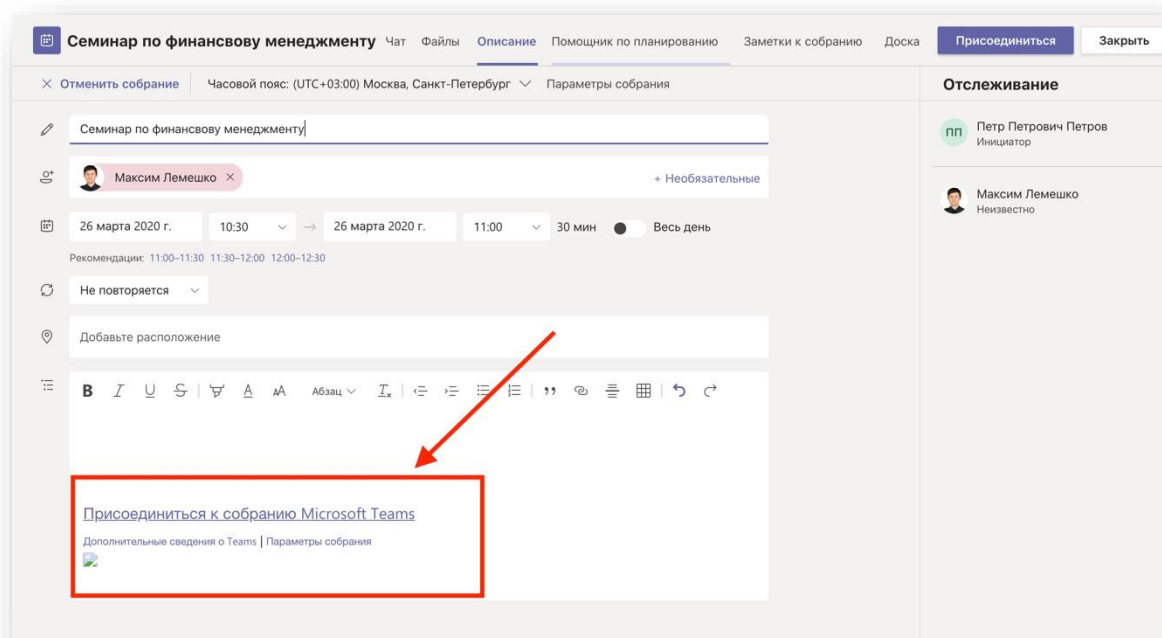 Семинар по финансвову менеджменту Чат Файлы Описание Помощник по планированию Заметки к собранию Доска Присоединиться Закрыть
Отменить собрание Часовой пояс: (UTC+03:00) Москва, Санкт-Петербург Параметры собрания
Семинар по финансвову менеджменту
Максим Лемешко
+ Необязательные
26 марта 2020 г. 10:30 → 26 марта 2020 г. 11:00 30 мин Весь день
Рекомендации: 11:00–11:30 11:30–12:00 12:00–12:30
Не повторяется
Добавьте расположение
B I U S A AA Абзац
Присоединиться к собранию Microsoft Teams
Дополнительные сведения о Teams | Параметры собрания
Отслеживание
ПП Петр Петрович Петров
Инициатор
Максим Лемешко
Неизвестно